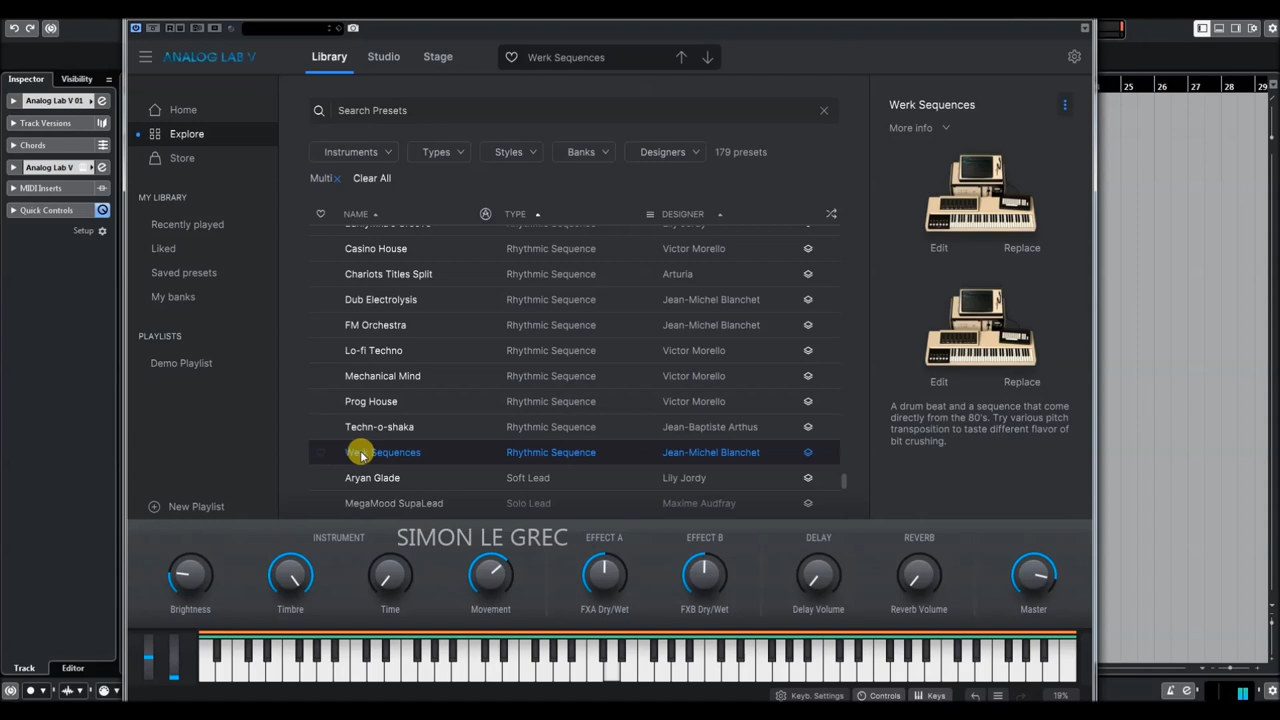 ANALOG LAB V
Library
Studio
Stage
Werk Sequences
Inspector
Visibility
25
26
27
28
29
Analog Lab V 01
Track Versions
Chords
Analog Lab V
MIDI Inserts
Quick Controls
Setup
Home
Explore
Store
MY LIBRARY
Recently played
Liked
Saved presets
My banks
PLAYLISTS
Demo Playlist
New Playlist
Search Presets
Instruments
Types
Styles
Banks
Designers
179 presets
Multi
Clear All
NAME
TYPE
DESIGNER
Casino House Rhythmic Sequence Victor Morello
Chariots Titles Split Rhythmic Sequence Arturia
Dub Electrolysis Rhythmic Sequence Jean-Michel Blanchet
FM Orchestra Rhythmic Sequence Jean-Michel Blanchet
Lo-fi Techno Rhythmic Sequence Victor Morello
Mechanical Mind Rhythmic Sequence Victor Morello
Prog House Rhythmic Sequence Victor Morello
Techn-o-shaka Rhythmic Sequence Jean-Baptiste Arthus
Werk Sequences Rhythmic Sequence Jean-Michel Blanchet
Aryan Glade Soft Lead Lily Jordy
MegaMood SupaLead Solo Lead Maxime Audfray
Werk Sequences
More info
Edit
Replace
Edit
Replace
A drum beat and a sequence that come
directly from the 80's. Try various pitch
transposition to taste different flavor of
bit crushing.
INSTRUMENT
SIMON LE GREC
EFFECT A
EFFECT B
DELAY
REVERB
Brightness
Timbre
Time
Movement
FXA Dry/Wet
FXB Dry/Wet
Delay Volume
Reverb Volume
Master
Track
Editor
Keyb. Settings
Controls
Keys
19%